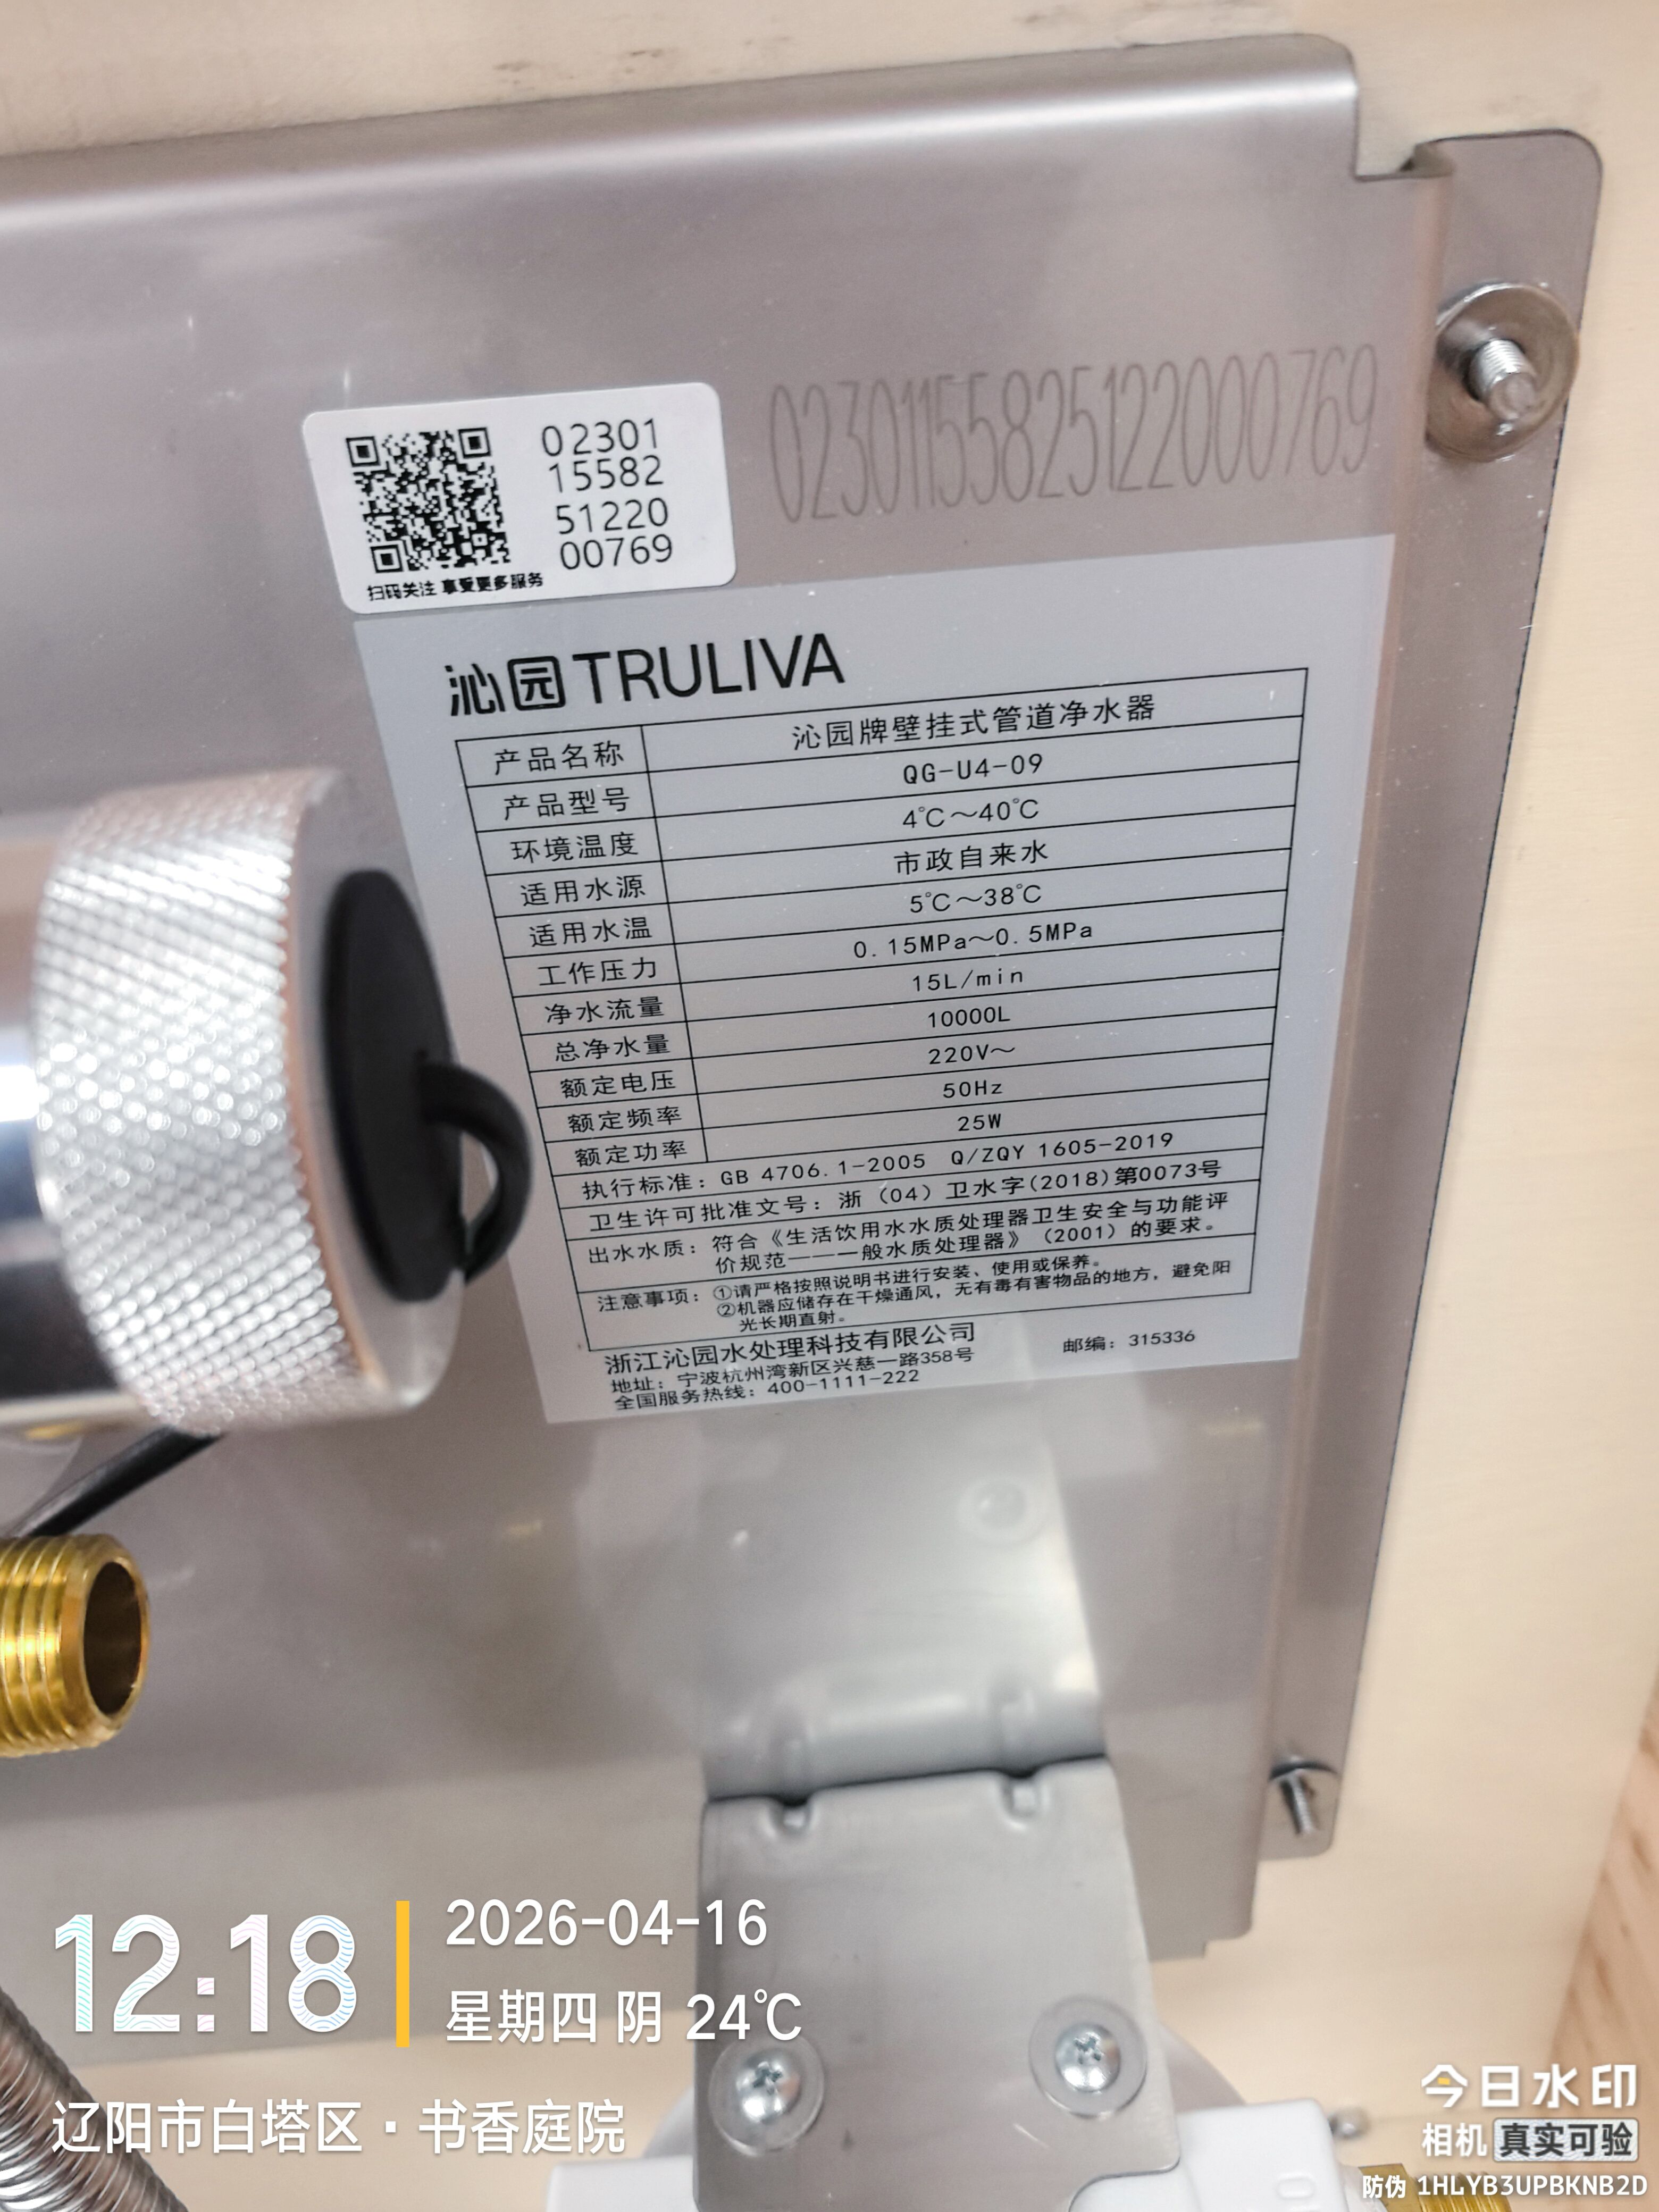 02301
15582
51220
00769
扫码关注 享受更多服务
02301155825122000769
沁园 TRULIVA
产品名称 沁园牌壁挂式管道净水器
产品型号 QG-U4-09
环境温度 4℃～40℃
适用水源 市政自来水
适用水温 5℃～38℃
工作压力 0.15MPa～0.5MPa
净水流量 15L/min
总净水量 10000L
额定电压 220V～
额定频率 50Hz
额定功率 25W
执行标准：GB 4706.1-2005 Q/ZQY 1605-2019
卫生许可批准文号：浙（04）卫水字(2018)第0073号
出水水质：符合《生活饮用水水质处理器卫生安全与功能评
价规范——一般水质处理器》（2001）的要求。
注意事项：①请严格按照说明书进行安装、使用或保养。
②机器应储存在干燥通风，无有毒有害物品的地方，避免阳
光长期直射。
浙江沁园水处理科技有限公司
地址：宁波杭州湾新区兴慈一路358号 邮编：315336
全国服务热线：400-1111-222
12:18
2026-04-16
星期四 阴 24℃
辽阳市白塔区·书香庭院
今日水印
相机 真实可验
防伪 1HLYB3UPBKNB2D